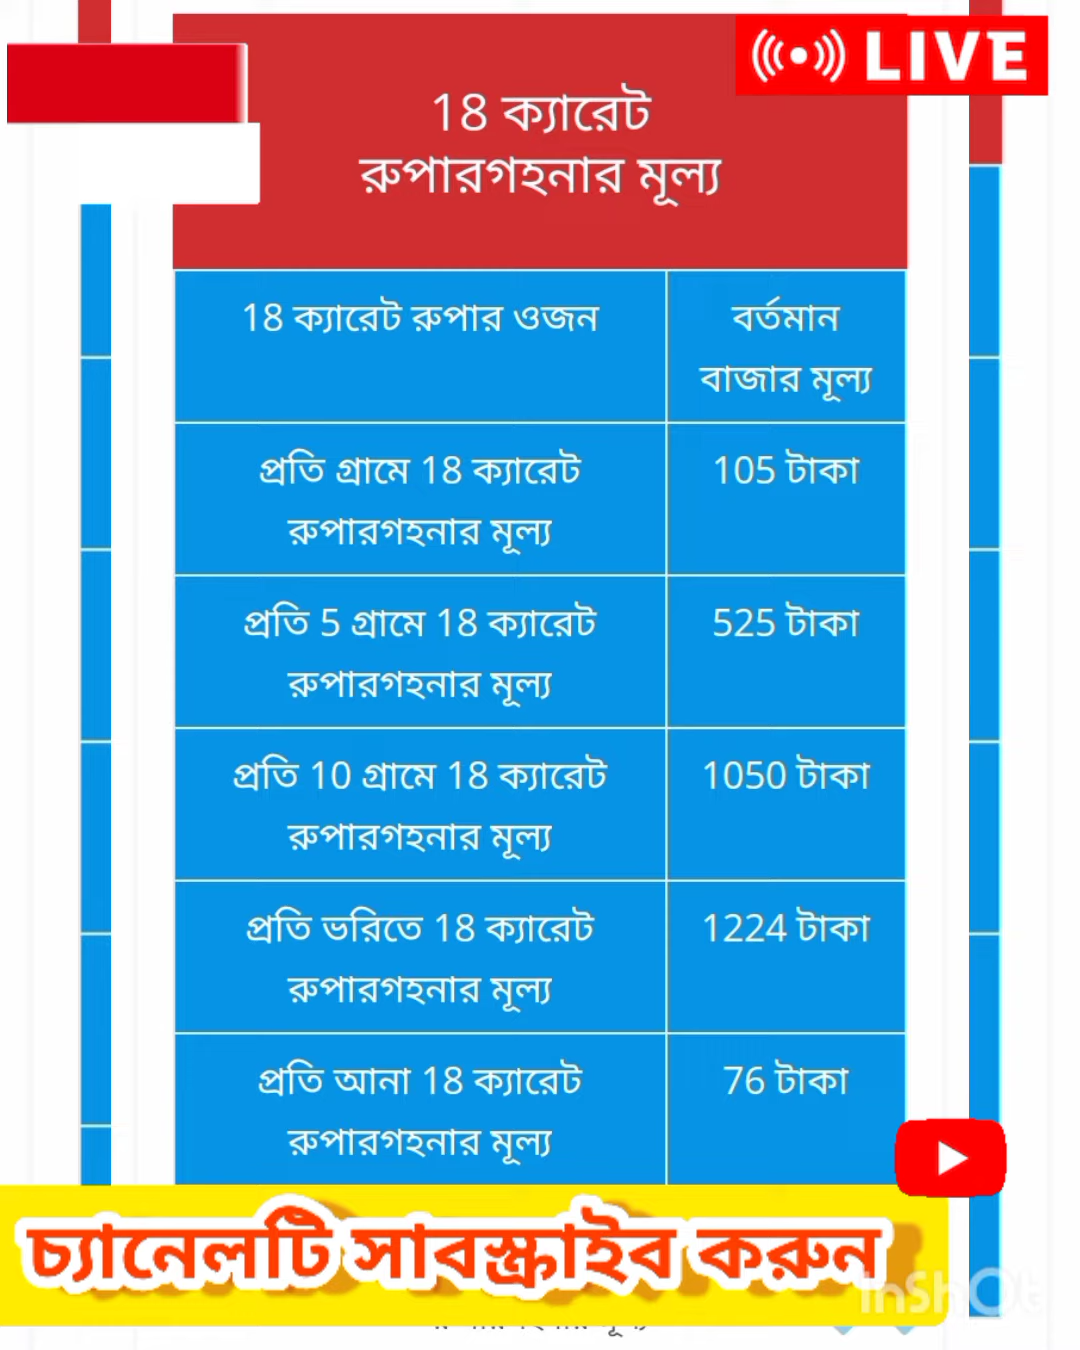 LIVE
18 ক্যারেট
রুপারগহনার মূল্য
18 ক্যারেট রুপার ওজন
বর্তমান
বাজার মূল্য
প্রতি গ্রামে 18 ক্যারেট
রুপারগহনার মূল্য
105 টাকা
প্রতি 5 গ্রামে 18 ক্যারেট
রুপারগহনার মূল্য
525 টাকা
প্রতি 10 গ্রামে 18 ক্যারেট
রুপারগহনার মূল্য
1050 টাকা
প্রতি ভরিতে 18 ক্যারেট
রুপারগহনার মূল্য
1224 টাকা
প্রতি আনা 18 ক্যারেট
রুপারগহনার মূল্য
76 টাকা
চ্যানেলটি সাবস্ক্রাইব করুন
InShOt